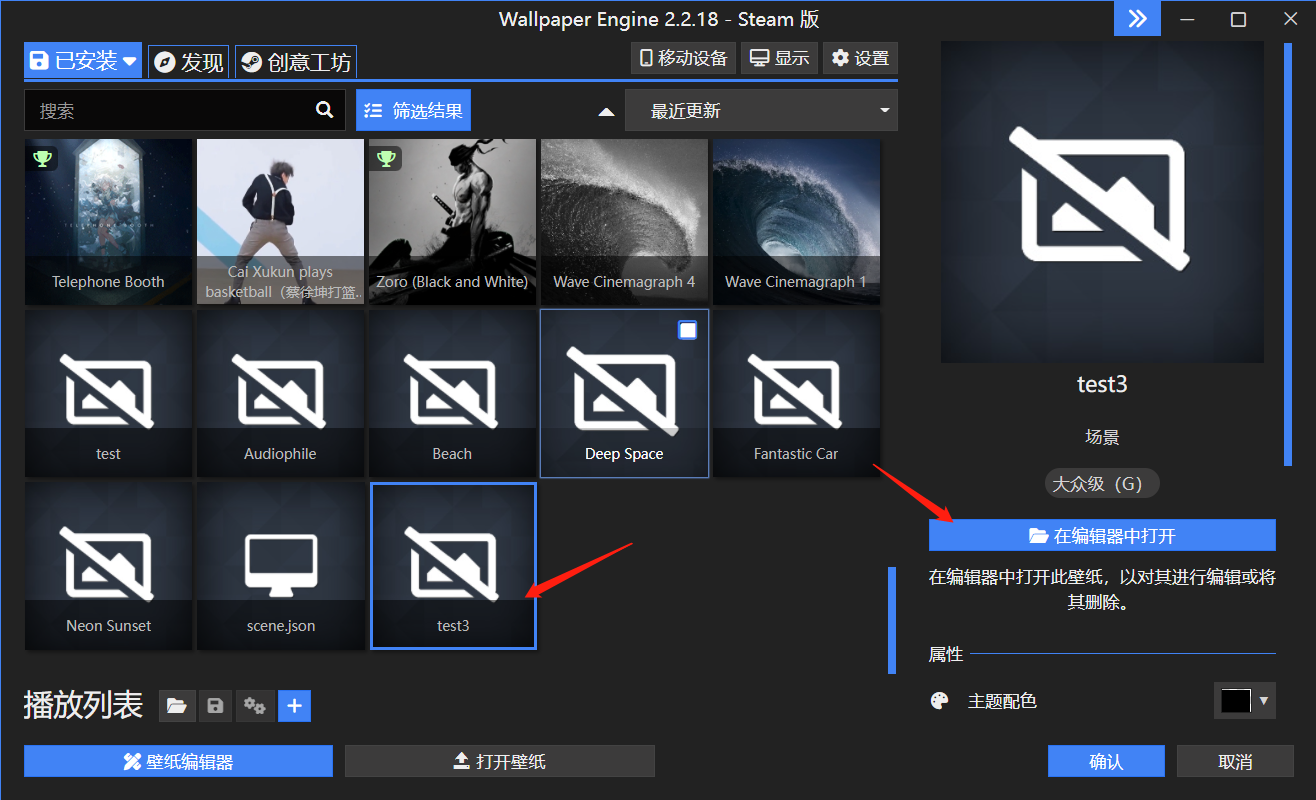 Wallpaper Engine 2.2.18 - Steam 版
已安装
发现
创意工坊
移动设备
显示
设置
搜索
筛选结果
最近更新
Telephone Booth
Cai Xukun plays
basketball（蔡徐坤打篮..
Zoro (Black and White)
Wave Cinemagraph 4
Wave Cinemagraph 1
test
Audiophile
Beach
Deep Space
Fantastic Car
Neon Sunset
scene.json
test3
播放列表
壁纸编辑器
打开壁纸
test3
场景
大众级（G）
在编辑器中打开
在编辑器中打开此壁纸，以对其进行编辑或将
其删除。
属性
主题配色
确认
取消